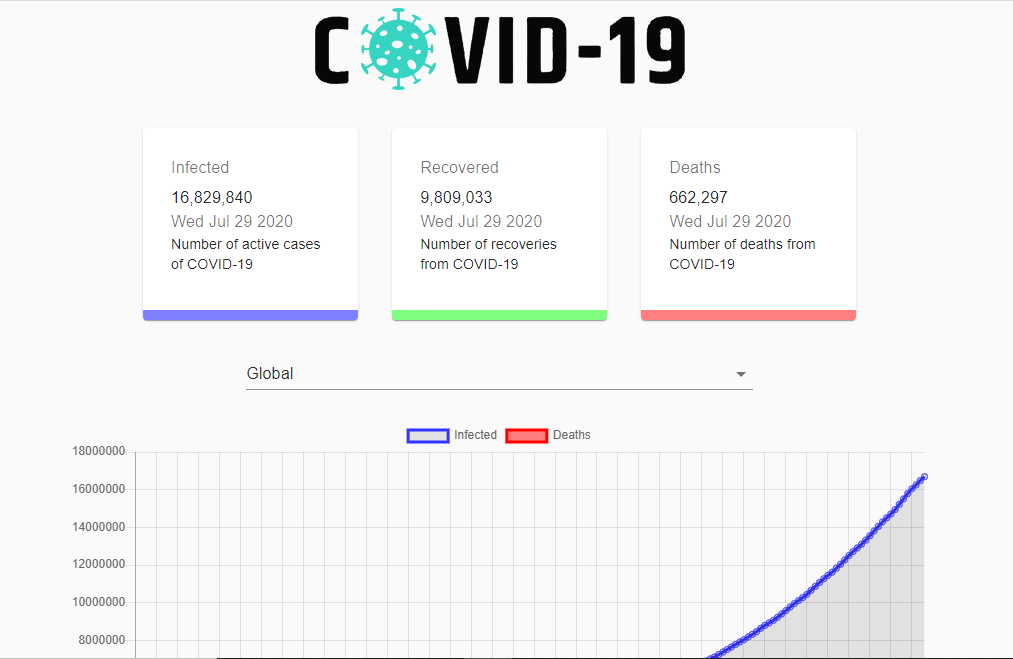 COVID-19
Infected
16,829,840
Wed Jul 29 2020
Number of active cases
of COVID-19
Recovered
9,809,033
Wed Jul 29 2020
Number of recoveries
from COVID-19
Deaths
662,297
Wed Jul 29 2020
Number of deaths from
COVID-19
Global
Infected Deaths
18000000
16000000
14000000
12000000
10000000
8000000